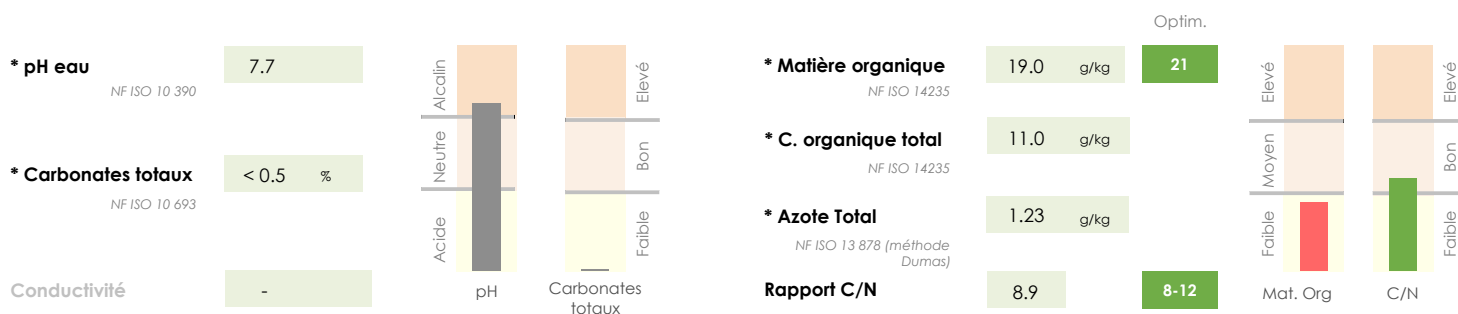 Optim.
* pH eau
7.7
NF ISO 10 390
* Carbonates totaux
< 0.5 %
NF ISO 10 693
Conductivité
-
Alcalin
Neutre
Acide
Elevé
Bon
Faible
pH
Carbonates
totaux
* Matière organique
19.0 g/kg
21
NF ISO 14235
* C. organique total
11.0 g/kg
NF ISO 14235
* Azote Total
1.23 g/kg
NF ISO 13 878 (méthode
Dumas)
Rapport C/N
8.9
8-12
Elevé
Moyen
Faible
Elevé
Bon
Faible
Mat. Org
C/N